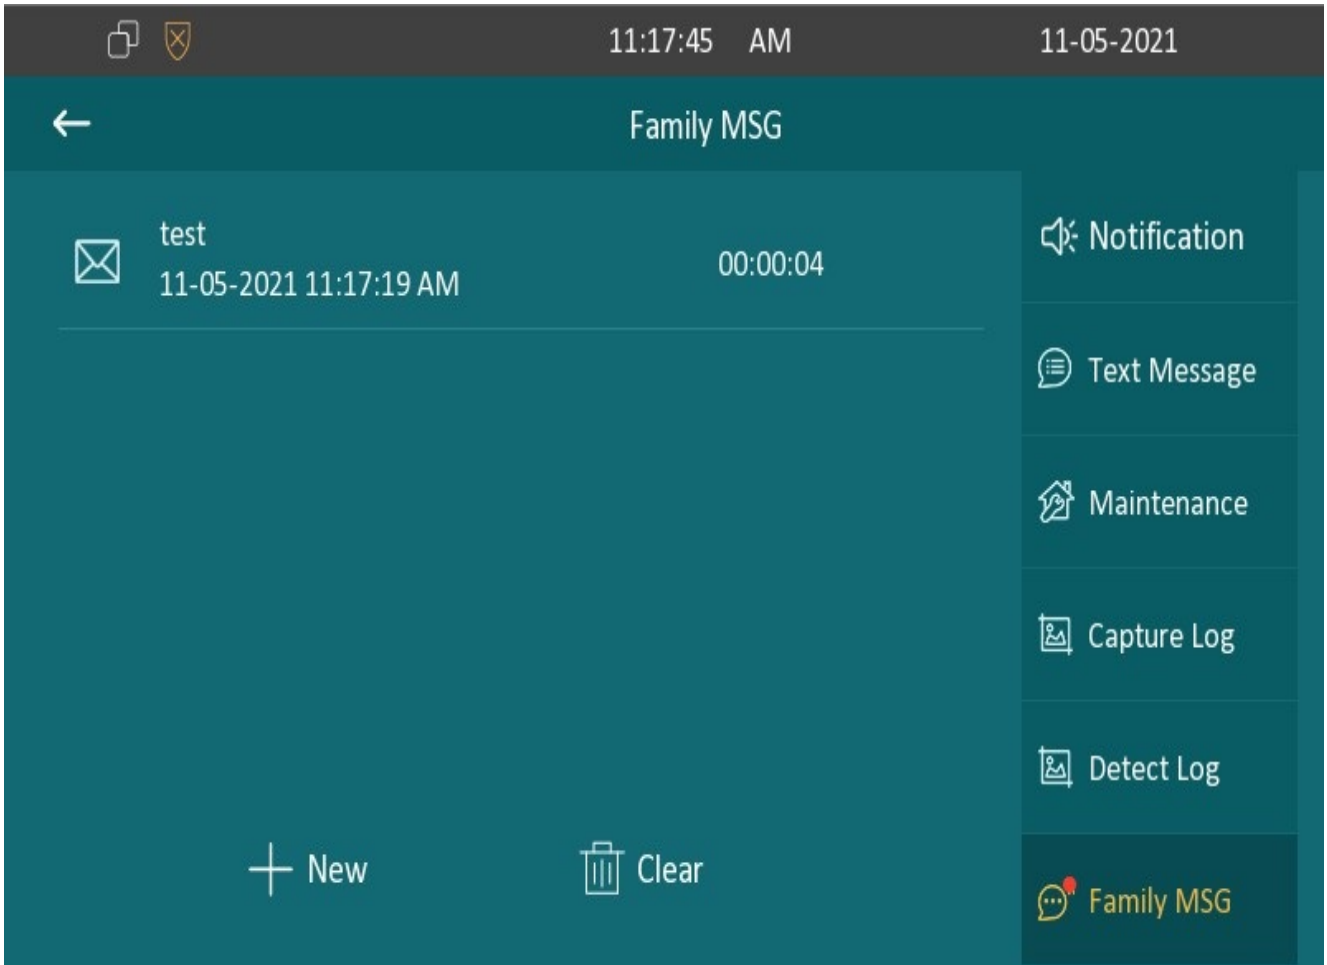 11:17:45 AM 11-05-2021
Family MSG
test
11-05-2021 11:17:19 AM
00:00:04
New
Clear
Notification
Text Message
Maintenance
Capture Log
Detect Log
Family MSG